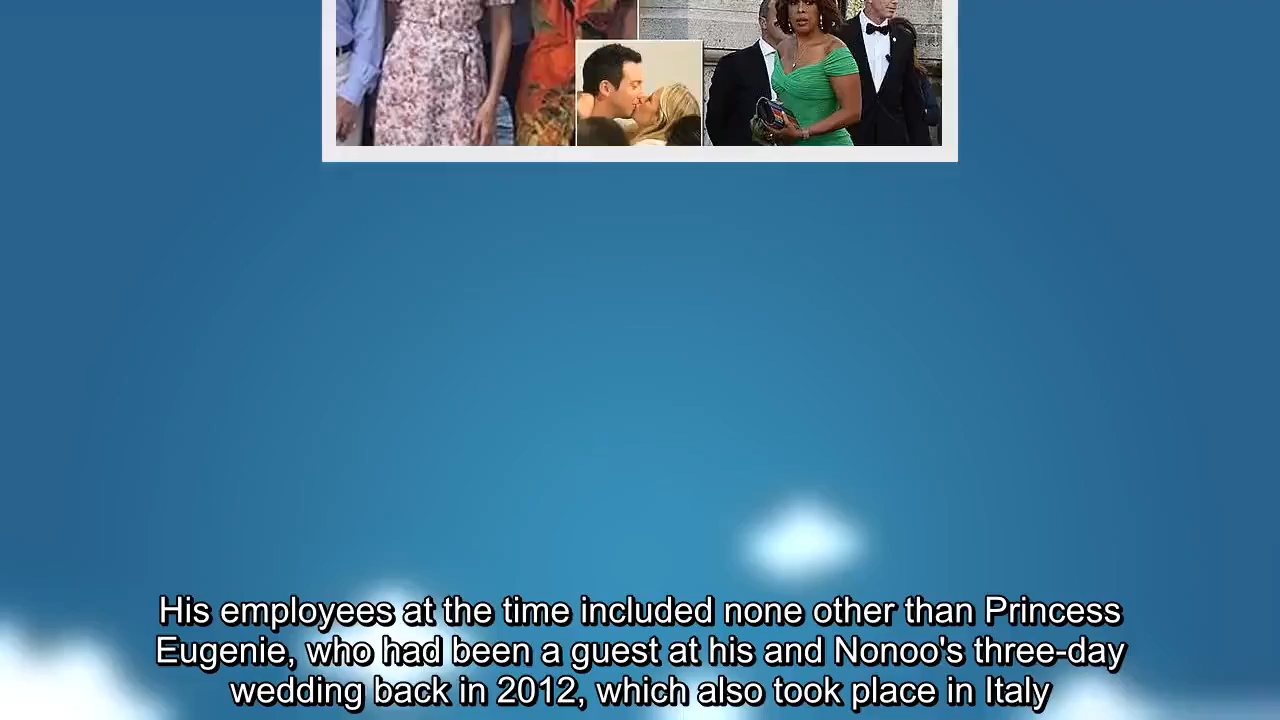 His employees at the time included none other than Princess
Eugenie, who had been a guest at his and Nonoo's three-day
wedding back in 2012, which also took place in Italy